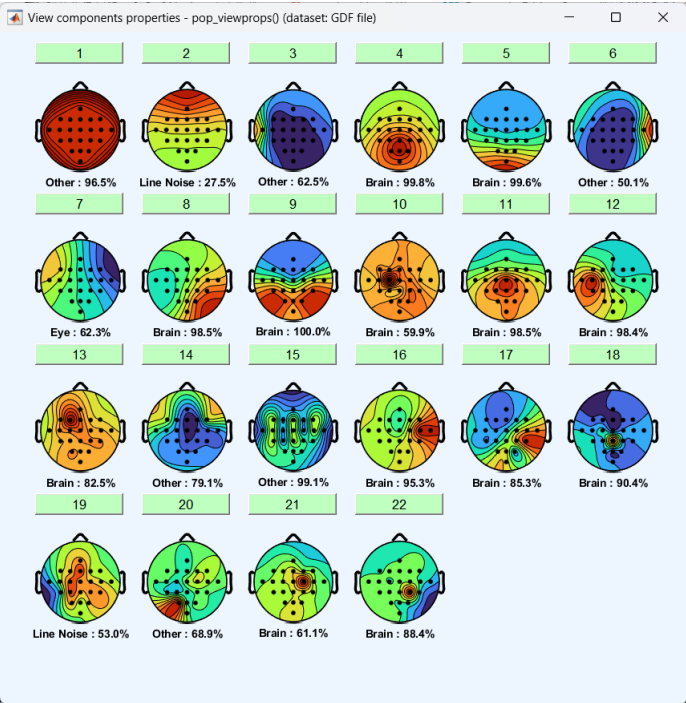 View components properties - pop_viewprops() (dataset: GDF file)
1 2 3 4 5 6
Other : 96.5% Line Noise : 27.5% Other : 62.5% Brain : 99.8% Brain : 99.6% Other : 50.1%
7 8 9 10 11 12
Eye : 62.3% Brain : 98.5% Brain : 100.0% Brain : 59.9% Brain : 98.5% Brain : 98.4%
13 14 15 16 17 18
Brain : 82.5% Other : 79.1% Other : 99.1% Brain : 95.3% Brain : 85.3% Brain : 90.4%
19 20 21 22
Line Noise : 53.0% Other : 68.9% Brain : 61.1% Brain : 88.4%